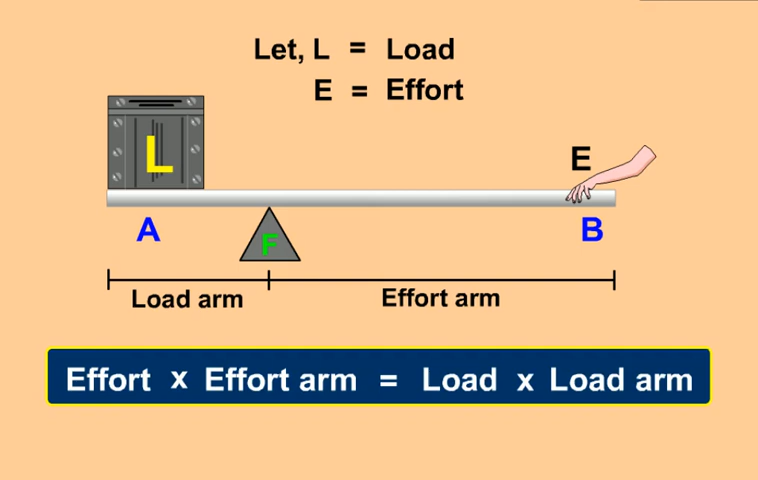 Let, L = Load
E = Effort
L
E
A
F
B
Load arm
Effort arm
Effort x Effort arm = Load x Load arm